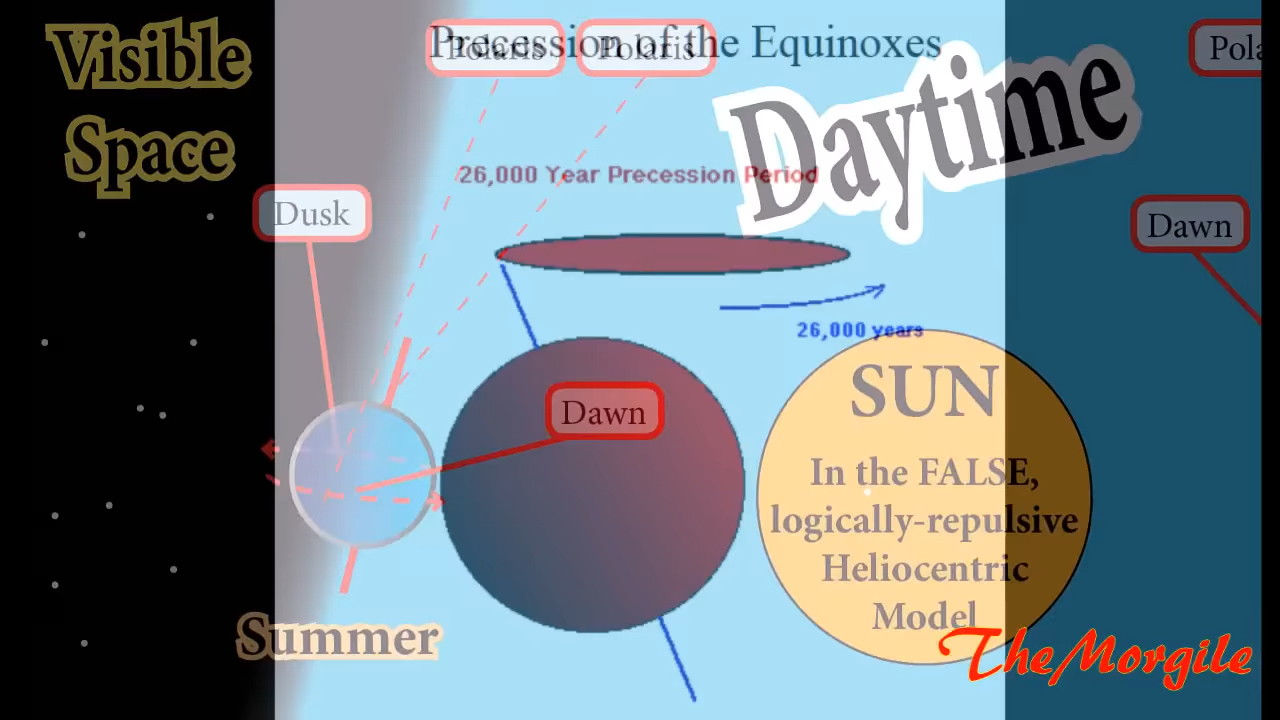 Visible
Space
Polaris
Polaris
Precession of the Equinoxes
Daytime
26,000 Year Precession Period
Dusk
Dawn
26,000 years
Dawn
SUN
In the FALSE,
logically-repulsive
Heliocentric
Model
Summer
TheMorgile